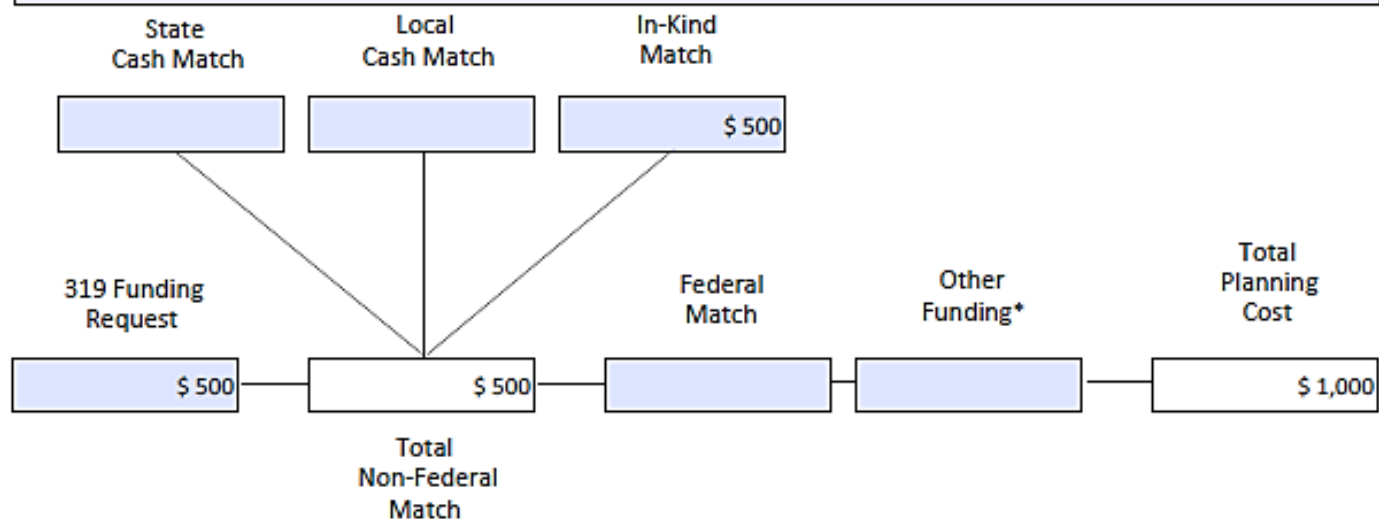 State
Cash Match
Local
Cash Match
In-Kind
Match
$ 500
319 Funding
Request
Federal
Match
Other
Funding*
Total
Planning
Cost
$ 500
$ 500
$ 1,000
Total
Non-Federal
Match